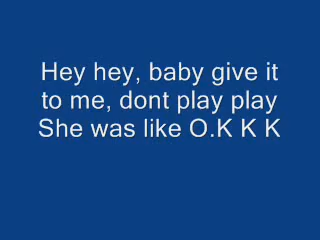 Hey hey, baby give it
to me, dont play play
She was like O.K K K